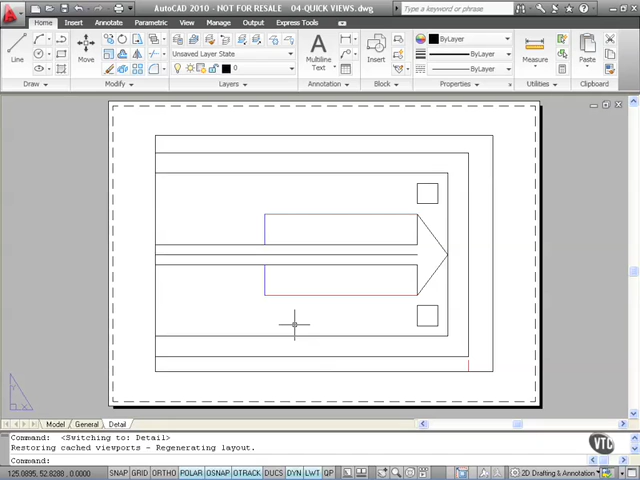 AutoCAD 2010 - NOT FOR RESALE 04-QUICK VIEWS.dwg
Type a keyword or phrase
Home Insert Annotate Parametric View Manage Output Express Tools
Line Move Unsaved Layer State Multiline Text Insert ByLayer Measure Paste
0 ByLayer
ByLayer
Draw Modify Layers Annotation Block Properties Utilities Clipboard
Y
X
Model General Detail
Command: <Switching to: Detail>
Restoring cached viewports - Regenerating layout.
Command:
VTC
125.0895, 52.8288, 0.0000 SNAP GRID ORTHO POLAR OSNAP OTRACK DUCS DYN LWT QP 2D Drafting & Annotation